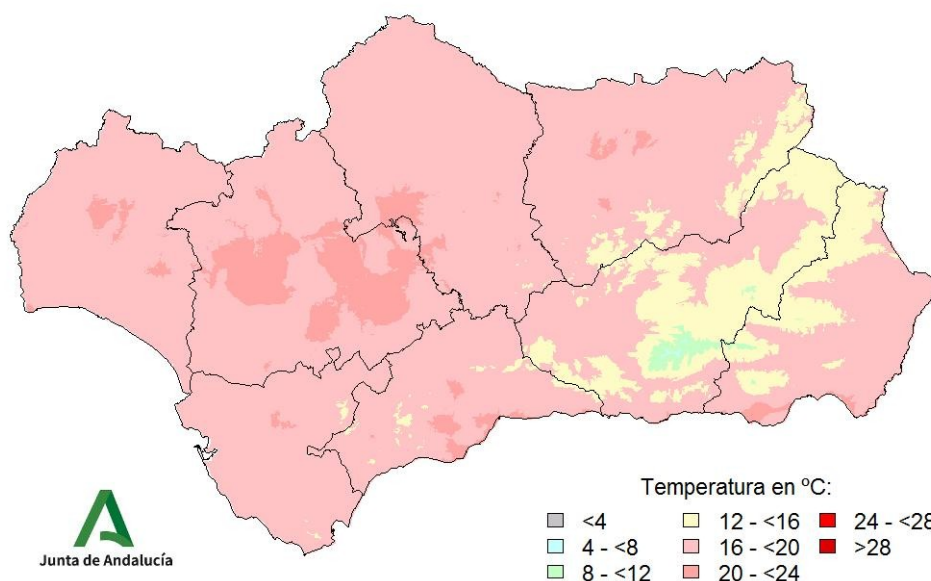 Temperatura en ºC:
<4
12 - <16
24 - <28
4 - <8
16 - <20
>28
8 - <12
20 - <24
Junta de Andalucía